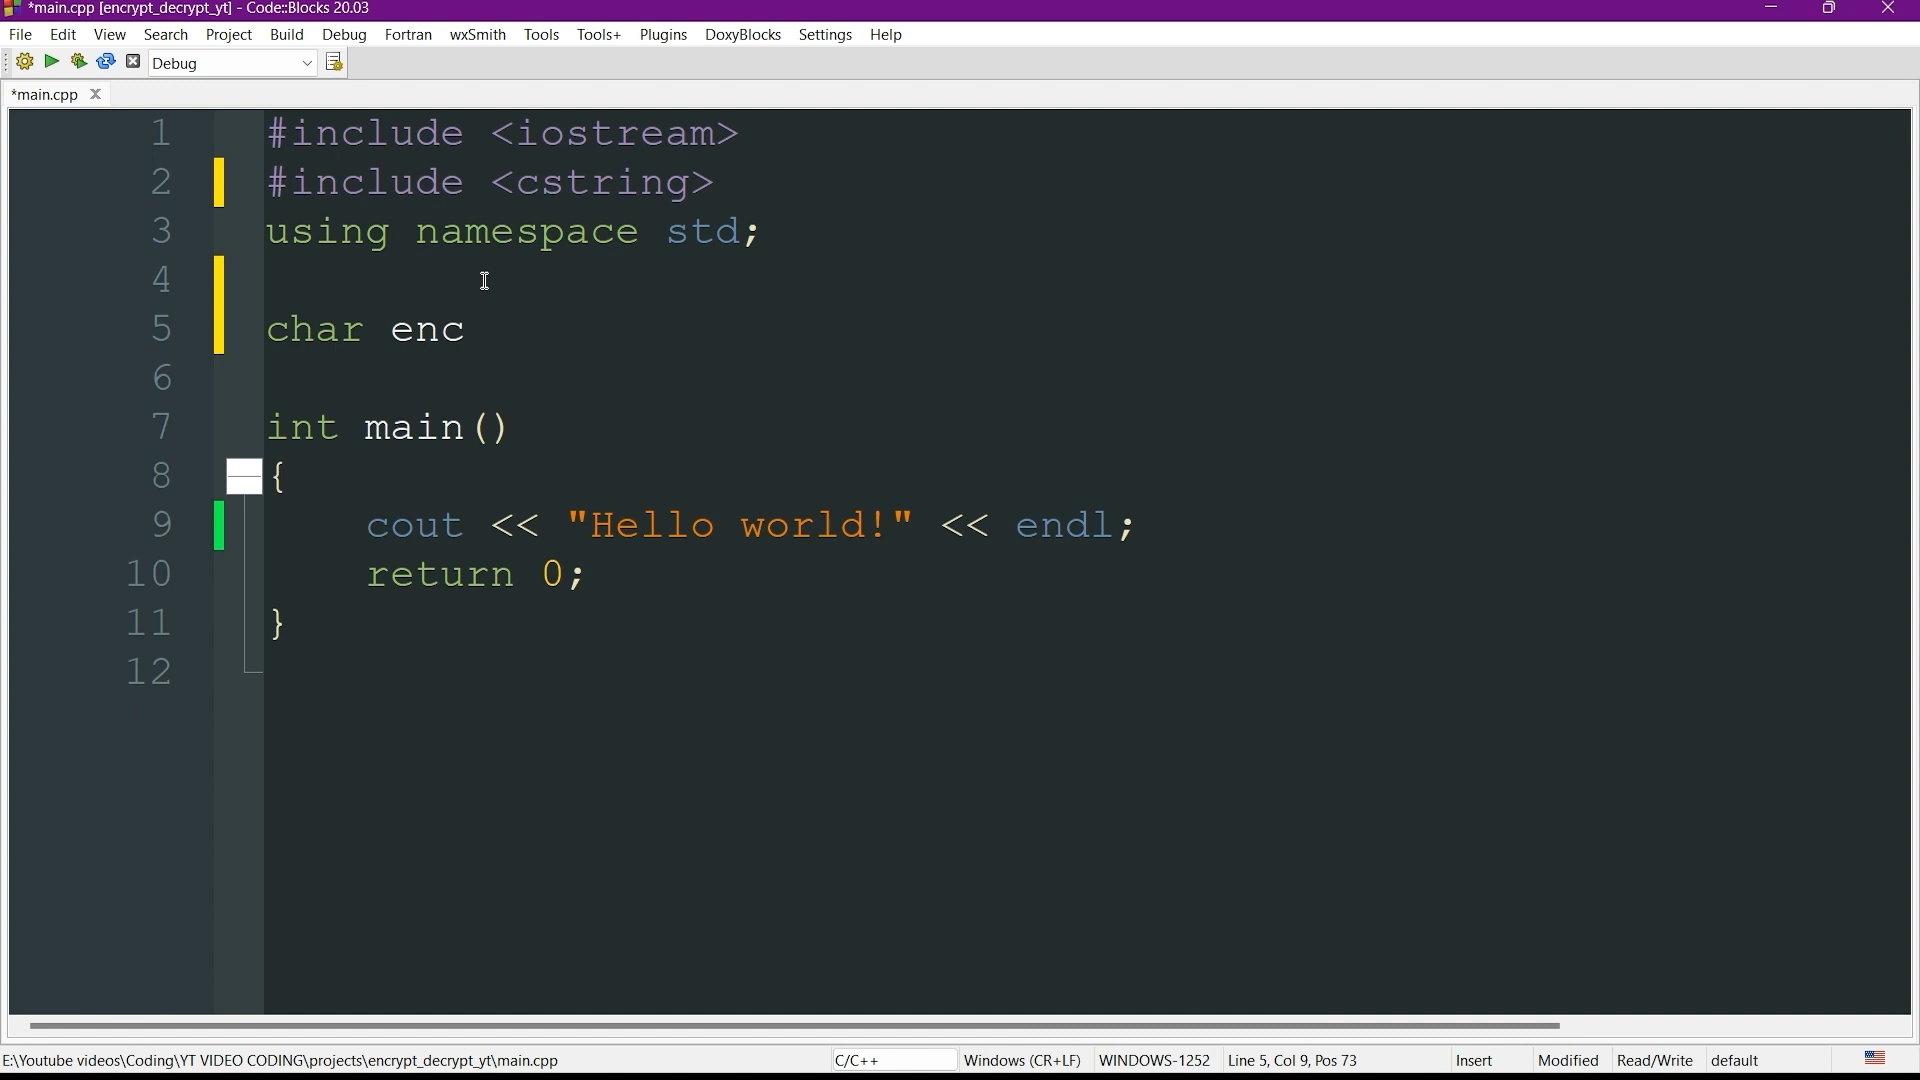 *main.cpp [encrypt_decrypt_yt] - Code::Blocks 20.03
File Edit View Search Project Build Debug Fortran wxSmith Tools Tools+ Plugins DoxyBlocks Settings Help
Debug
*main.cpp
1 #include <iostream>
2 #include <cstring>
3 using namespace std;
4
5 char enc
6
7 int main()
8 {
9 cout << "Hello world!" << endl;
10 return 0;
11 }
12
E:\Youtube videos\Coding\YT VIDEO CODING\projects\encrypt_decrypt_yt\main.cpp C/C++ Windows (CR+LF) WINDOWS-1252 Line 5, Col 9, Pos 73 Insert Modified Read/Write default